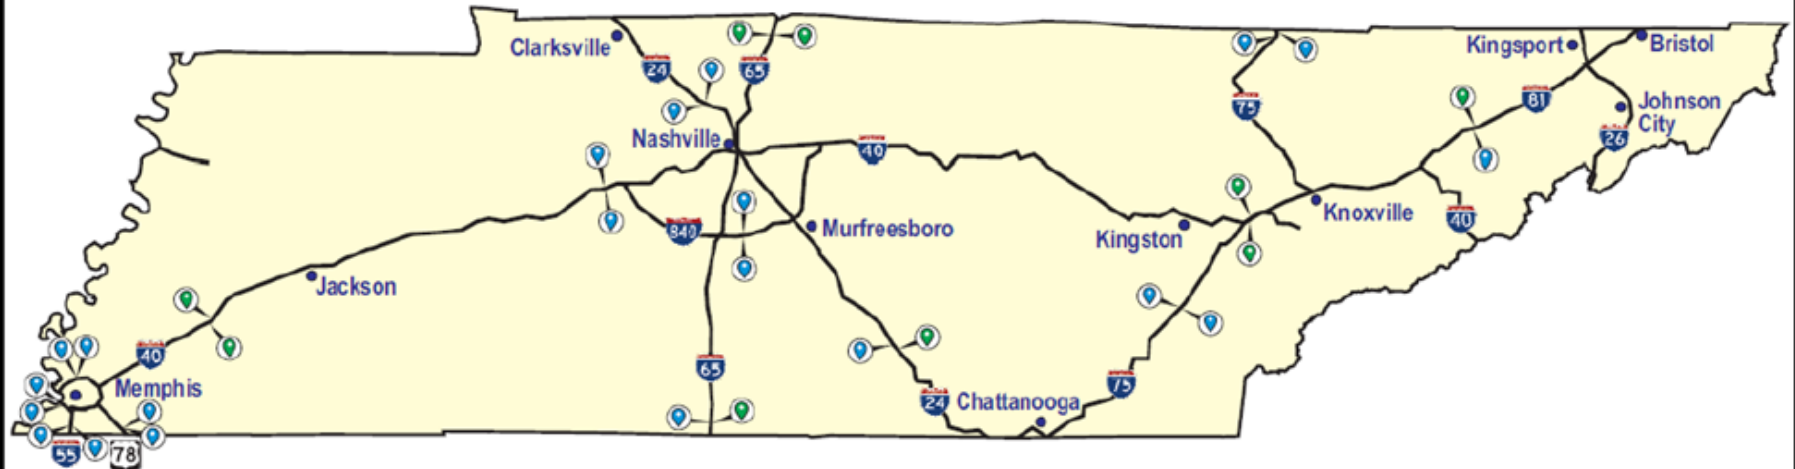 Clarksville
24
65
Kingsport
Bristol
75
81
Johnson
City
26
Nashville
40
Knoxville
40
840
Murfreesboro
Kingston
Jackson
40
Memphis
65
24
Chattanooga
75
55
78